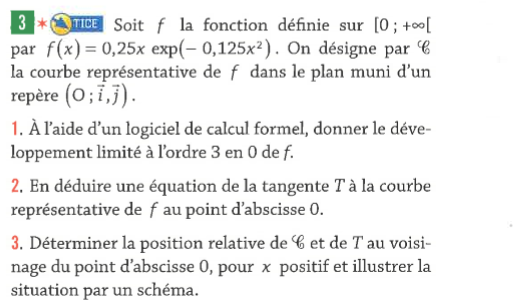 3 * TICE Soit f la fonction définie sur [0 ; +∞[
par f(x) = 0,25x exp(− 0,125x²). On désigne par 𝒞
la courbe représentative de f dans le plan muni d’un
repère (O ; i⃗, j⃗).
1. À l’aide d’un logiciel de calcul formel, donner le déve-
loppement limité à l’ordre 3 en 0 de f.
2. En déduire une équation de la tangente T à la courbe
représentative de f au point d’abscisse 0.
3. Déterminer la position relative de 𝒞 et de T au voisi-
nage du point d’abscisse 0, pour x positif et illustrer la
situation par un schéma.